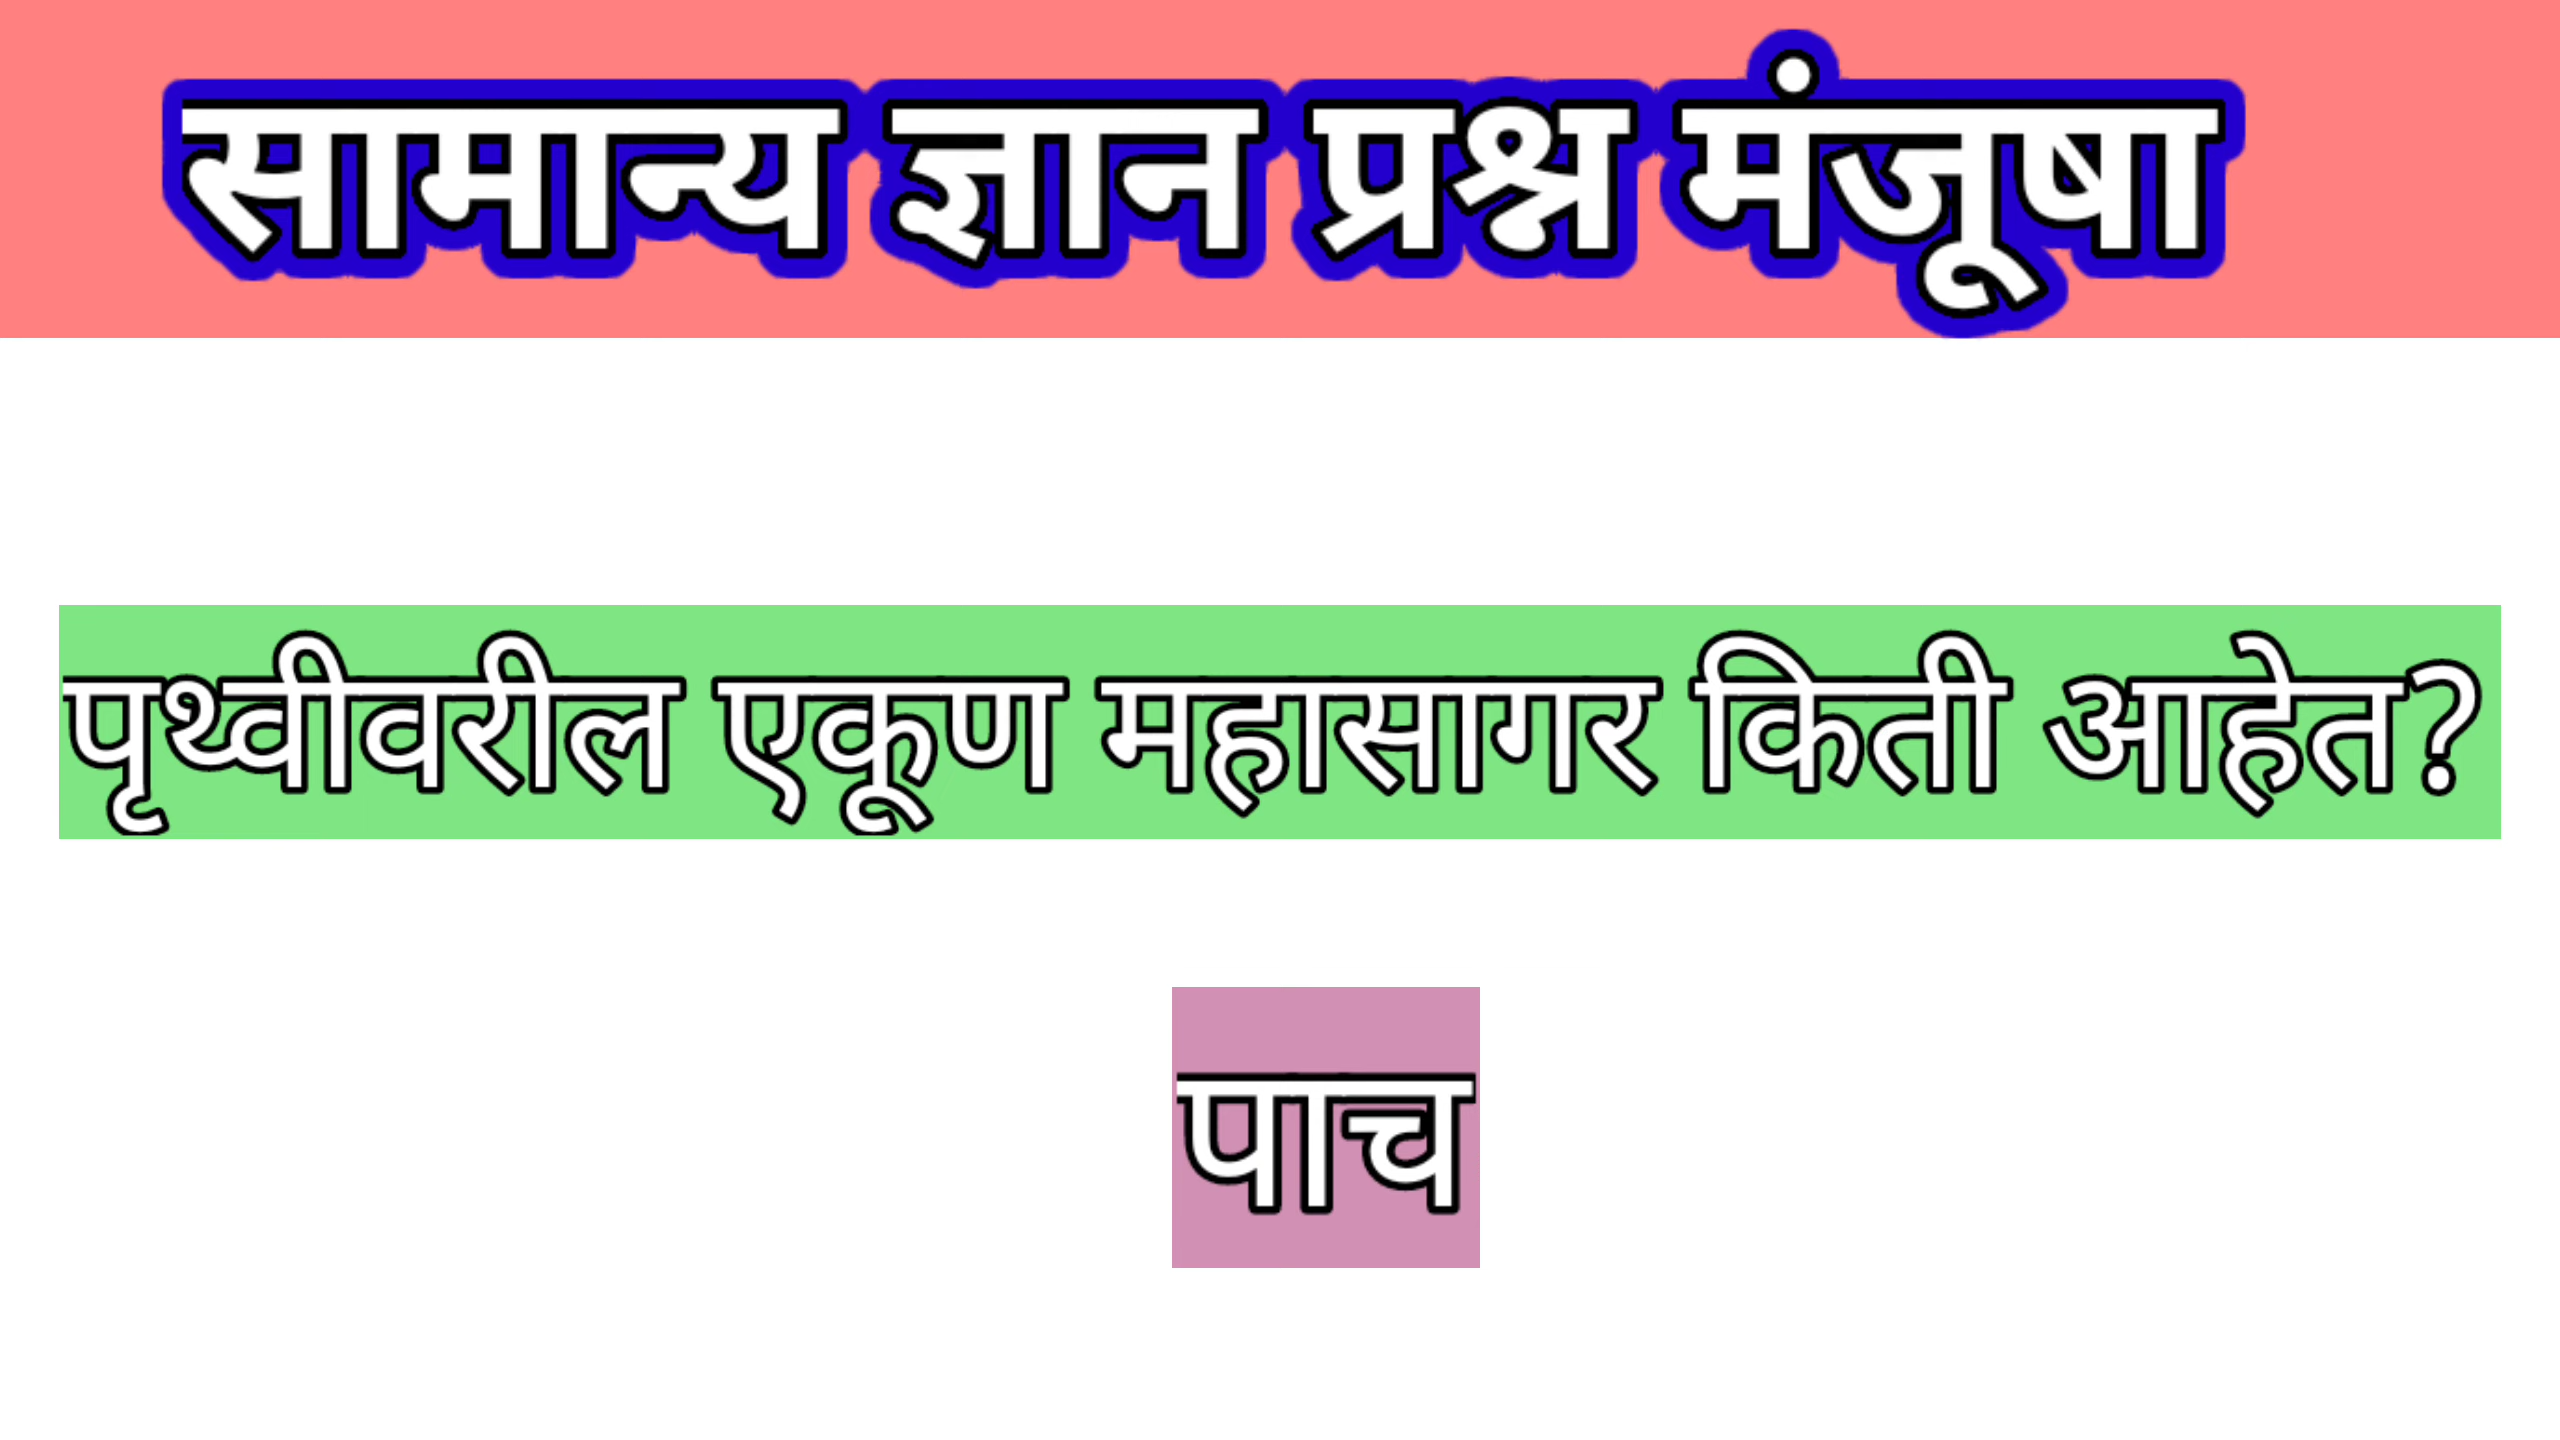 सामान्य ज्ञान प्रश्न मंजूषा
पृथ्वीवरील एकूण महासागर किती आहेत?
पाच